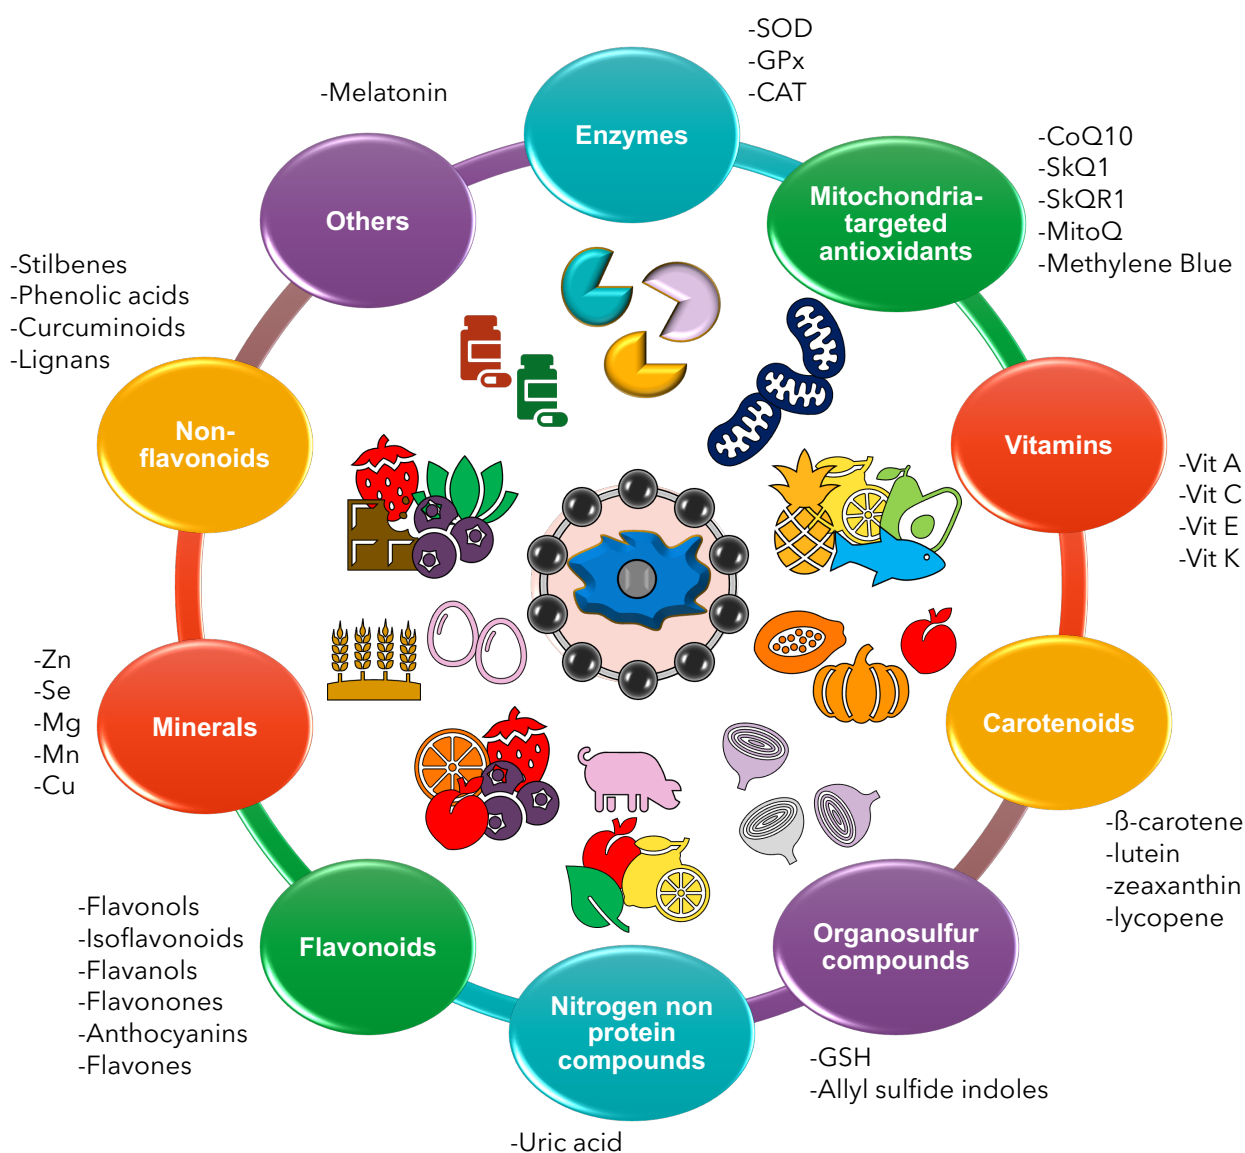 -SOD
-GPx
-CAT
Enzymes
-CoQ10
-SkQ1
-SkQR1
-MitoQ
-Methylene Blue
Mitochondria-
targeted
antioxidants
Vitamins
-Vit A
-Vit C
-Vit E
-Vit K
Carotenoids
-ß-carotene
-lutein
-zeaxanthin
-lycopene
Organosulfur
compounds
-GSH
-Allyl sulfide indoles
Nitrogen non
protein
compounds
-Uric acid
Flavonoids
-Flavonols
-Isoflavonoids
-Flavanols
-Flavonones
-Anthocyanins
-Flavones
Minerals
-Zn
-Se
-Mg
-Mn
-Cu
Non-
flavonoids
-Stilbenes
-Phenolic acids
-Curcuminoids
-Lignans
Others
-Melatonin